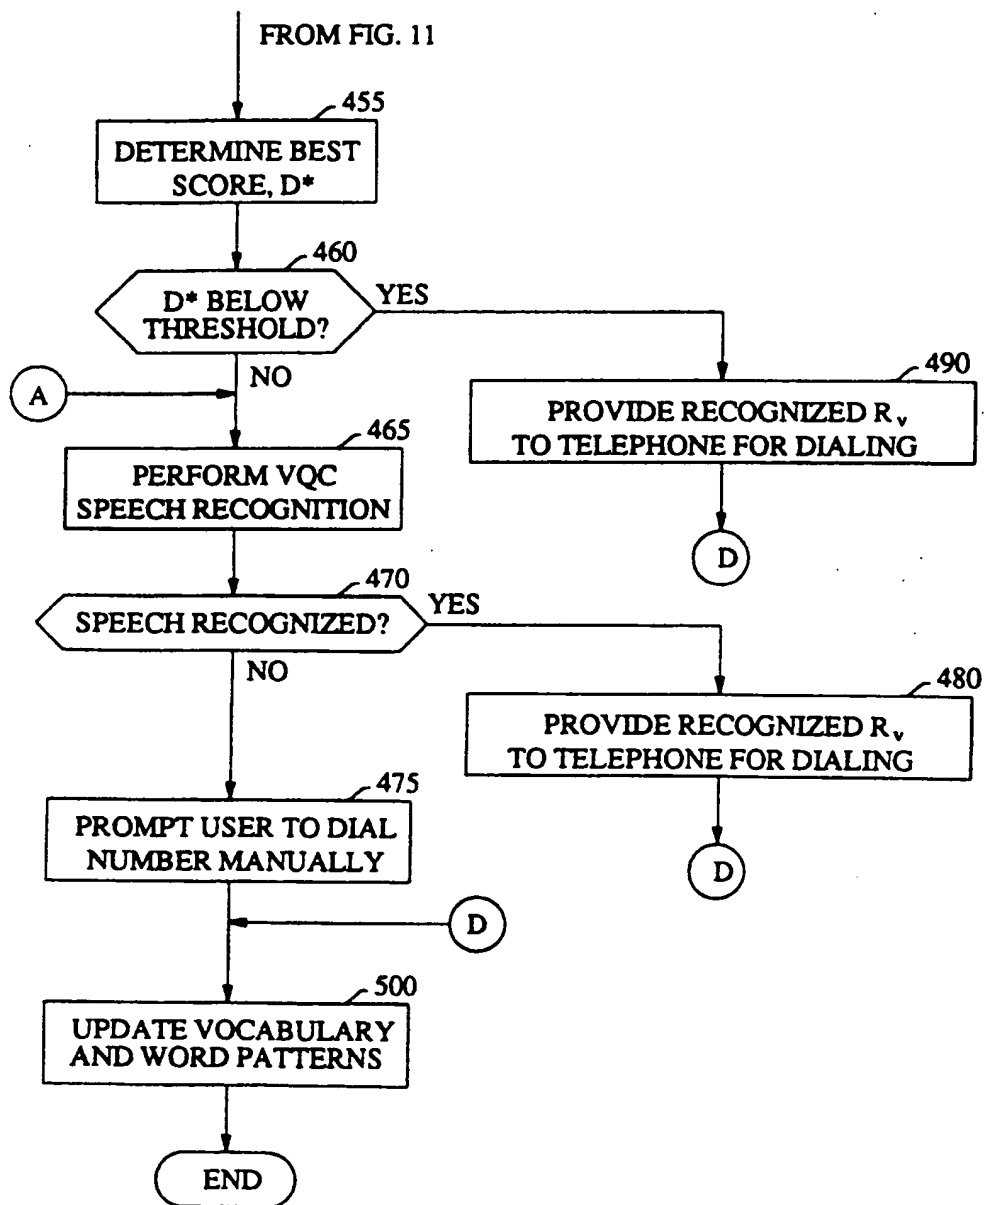 FROM FIG. 11
455
DETERMINE BEST
SCORE, D*
460
D* BELOW
THRESHOLD?
YES
NO
A
490
PROVIDE RECOGNIZED Rv
TO TELEPHONE FOR DIALING
D
465
PERFORM VQC
SPEECH RECOGNITION
470
SPEECH RECOGNIZED?
YES
NO
480
PROVIDE RECOGNIZED Rv
TO TELEPHONE FOR DIALING
D
475
PROMPT USER TO DIAL
NUMBER MANUALLY
D
500
UPDATE VOCABULARY
AND WORD PATTERNS
END